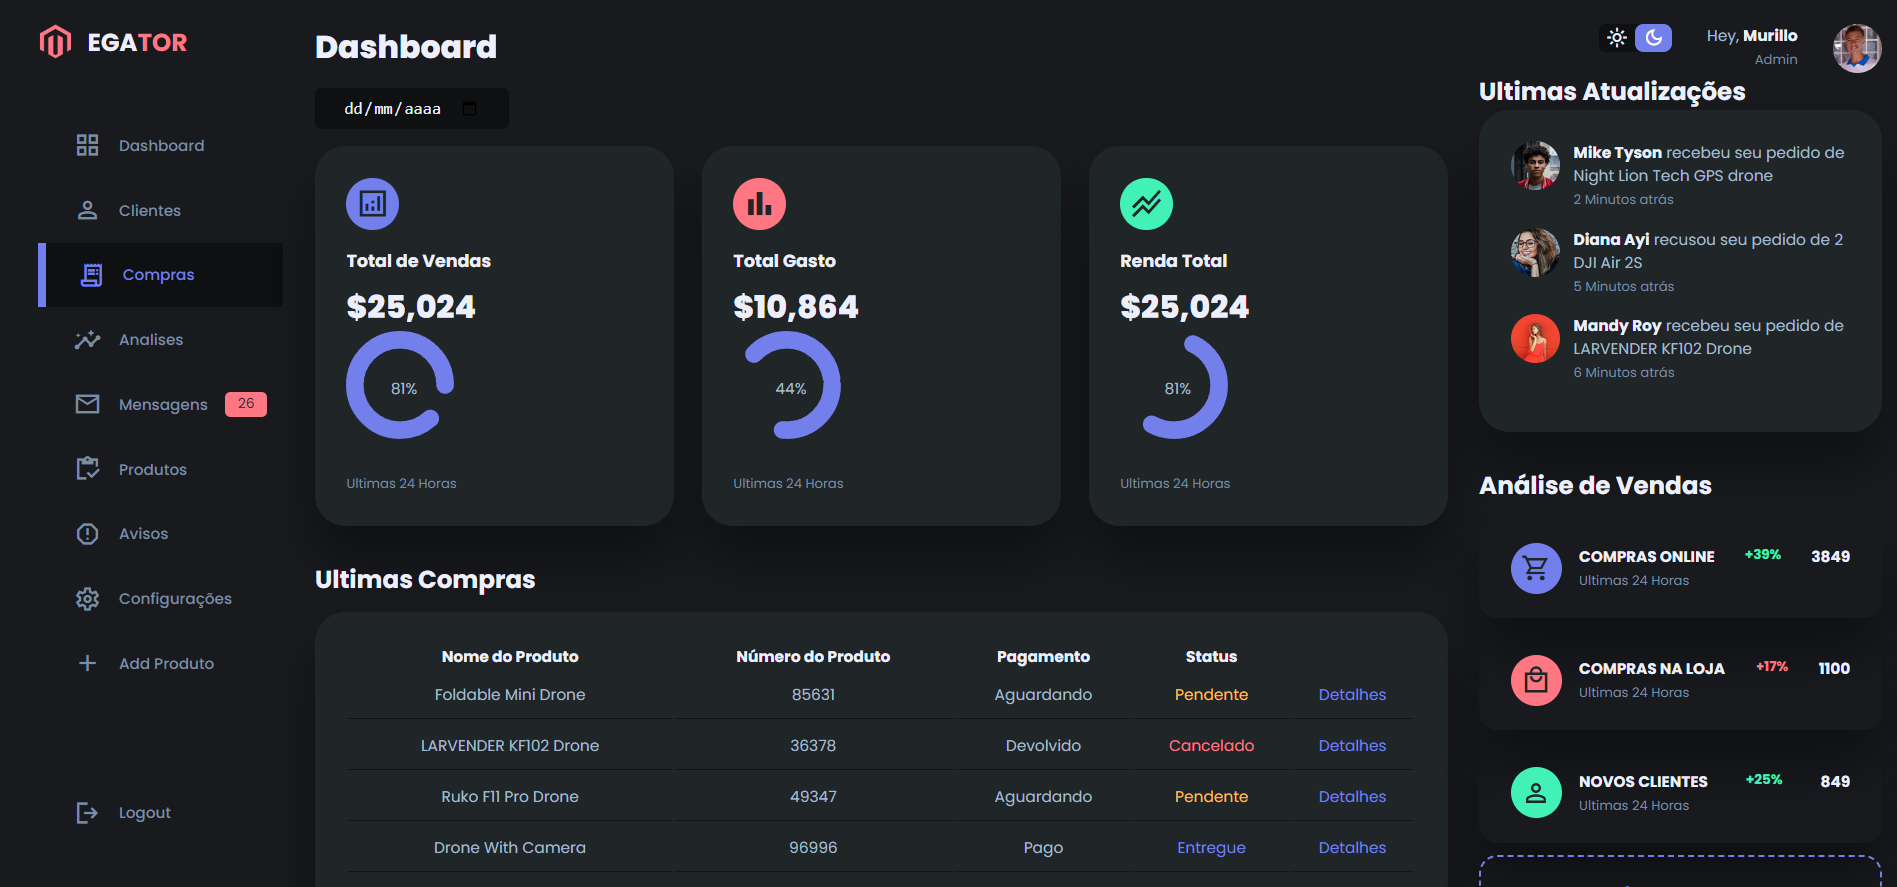 EGATOR
Dashboard
Clientes
Compras
Analises
Mensagens 26
Produtos
Avisos
Configurações
Add Produto
Logout
Dashboard
dd/mm/aaaa
Total de Vendas
$25,024
81%
Ultimas 24 Horas
Total Gasto
$10,864
44%
Ultimas 24 Horas
Renda Total
$25,024
81%
Ultimas 24 Horas
Ultimas Compras
Nome do Produto Número do Produto Pagamento Status
Foldable Mini Drone 85631 Aguardando Pendente Detalhes
LARVENDER KF102 Drone 36378 Devolvido Cancelado Detalhes
Ruko F11 Pro Drone 49347 Aguardando Pendente Detalhes
Drone With Camera 96996 Pago Entregue Detalhes
Hey, Murillo
Admin
Ultimas Atualizações
Mike Tyson recebeu seu pedido de
Night Lion Tech GPS drone
2 Minutos atrás
Diana Ayi recusou seu pedido de 2
DJI Air 2S
5 Minutos atrás
Mandy Roy recebeu seu pedido de
LARVENDER KF102 Drone
6 Minutos atrás
Análise de Vendas
COMPRAS ONLINE +39% 3849
Ultimas 24 Horas
COMPRAS NA LOJA +17% 1100
Ultimas 24 Horas
NOVOS CLIENTES +25% 849
Ultimas 24 Horas